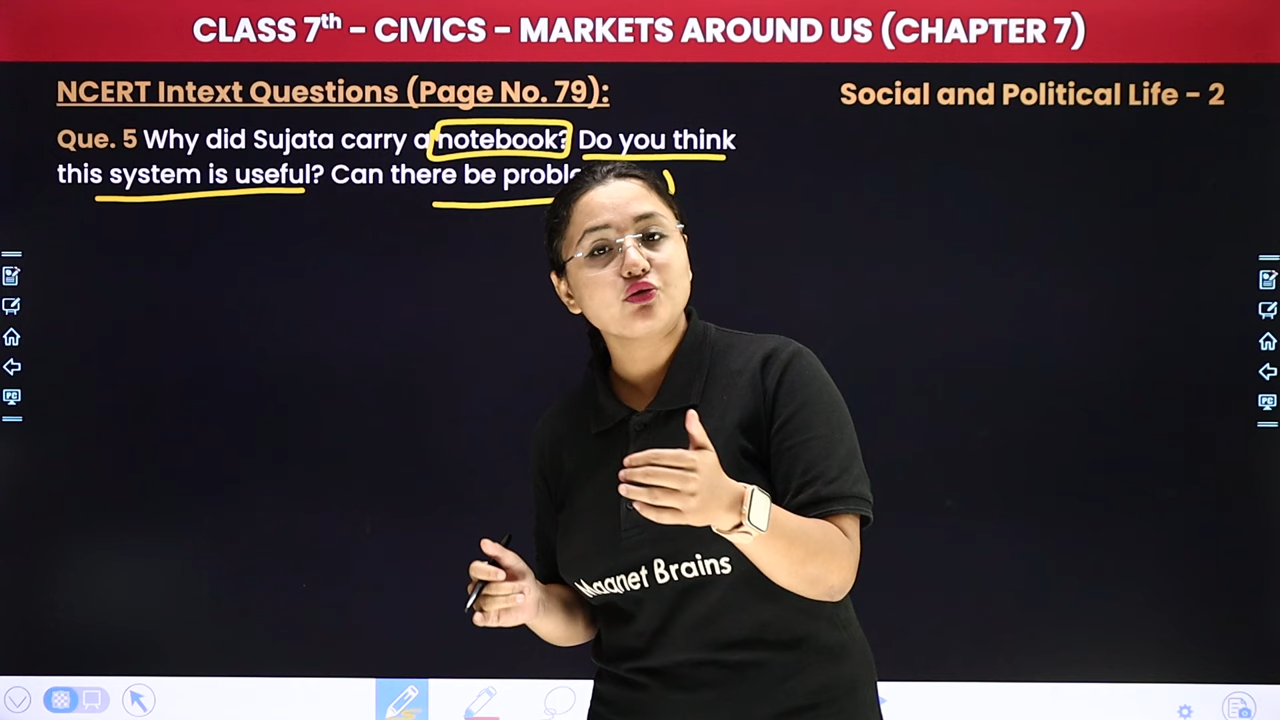 CLASS 7th - CIVICS - MARKETS AROUND US (CHAPTER 7)
NCERT Intext Questions (Page No. 79):
Social and Political Life - 2
Que. 5 Why did Sujata carry a notebook? Do you think
this system is useful? Can there be
Magnet Brains